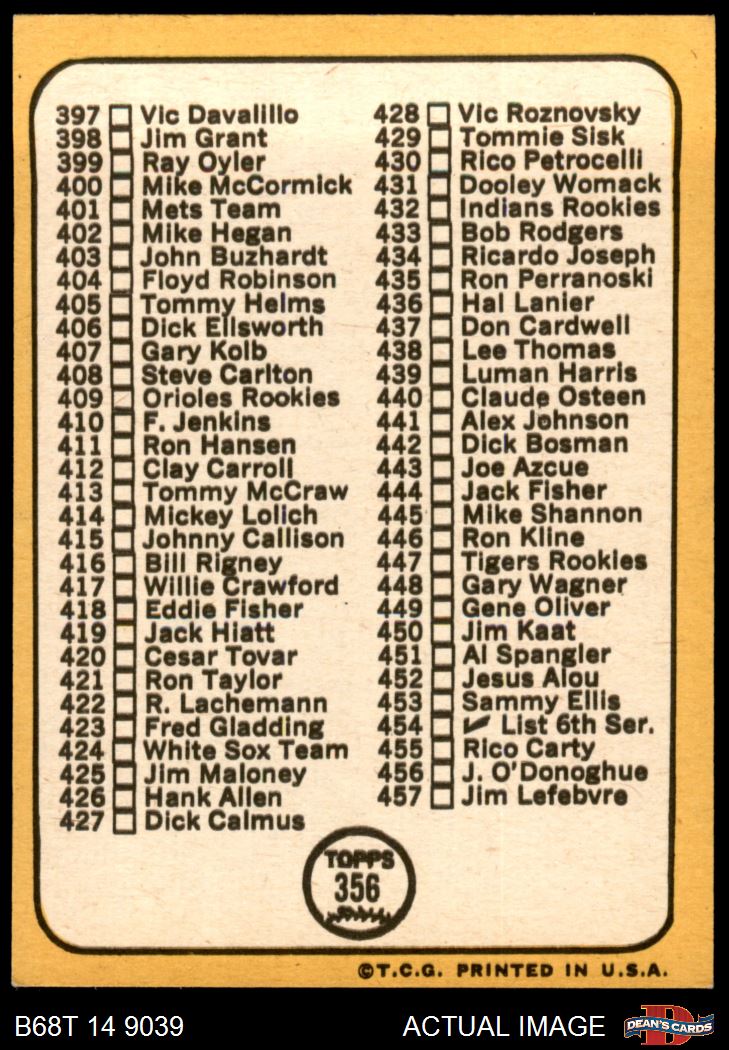 397 Vic Davalillo
398 Jim Grant
399 Ray Oyler
400 Mike McCormick
401 Mets Team
402 Mike Hegan
403 John Buzhardt
404 Floyd Robinson
405 Tommy Helms
406 Dick Ellsworth
407 Gary Kolb
408 Steve Carlton
409 Orioles Rookies
410 F. Jenkins
411 Ron Hansen
412 Clay Carroll
413 Tommy McCraw
414 Mickey Lolich
415 Johnny Callison
416 Bill Rigney
417 Willie Crawford
418 Eddie Fisher
419 Jack Hiatt
420 Cesar Tovar
421 Ron Taylor
422 R. Lachemann
423 Fred Gladding
424 White Sox Team
425 Jim Maloney
426 Hank Allen
427 Dick Calmus
428 Vic Roznovsky
429 Tommie Sisk
430 Rico Petrocelli
431 Dooley Womack
432 Indians Rookies
433 Bob Rodgers
434 Ricardo Joseph
435 Ron Perranoski
436 Hal Lanier
437 Don Cardwell
438 Lee Thomas
439 Luman Harris
440 Claude Osteen
441 Alex Johnson
442 Dick Bosman
443 Joe Azcue
444 Jack Fisher
445 Mike Shannon
446 Ron Kline
447 Tigers Rookies
448 Gary Wagner
449 Gene Oliver
450 Jim Kaat
451 Al Spangler
452 Jesus Alou
453 Sammy Ellis
454 List 6th Ser.
455 Rico Carty
456 J. O'Donoghue
457 Jim Lefebvre
TOPPS
356
©T.C.G. PRINTED IN U.S.A.
B68T 14 9039
ACTUAL IMAGE
DEAN'S CARDS